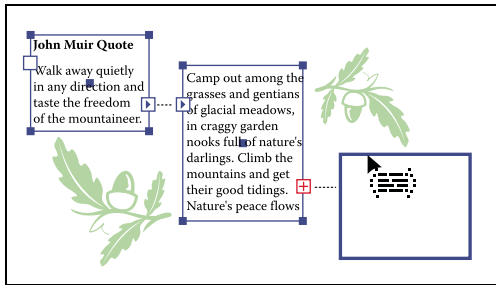 John Muir Quote
Walk away quietly
in any direction and
taste the freedom
of the mountaineer.
Camp out among the
grasses and gentians
of glacial meadows,
in craggy garden
nooks full of nature's
darlings. Climb the
mountains and get
their good tidings.
Nature's peace flows